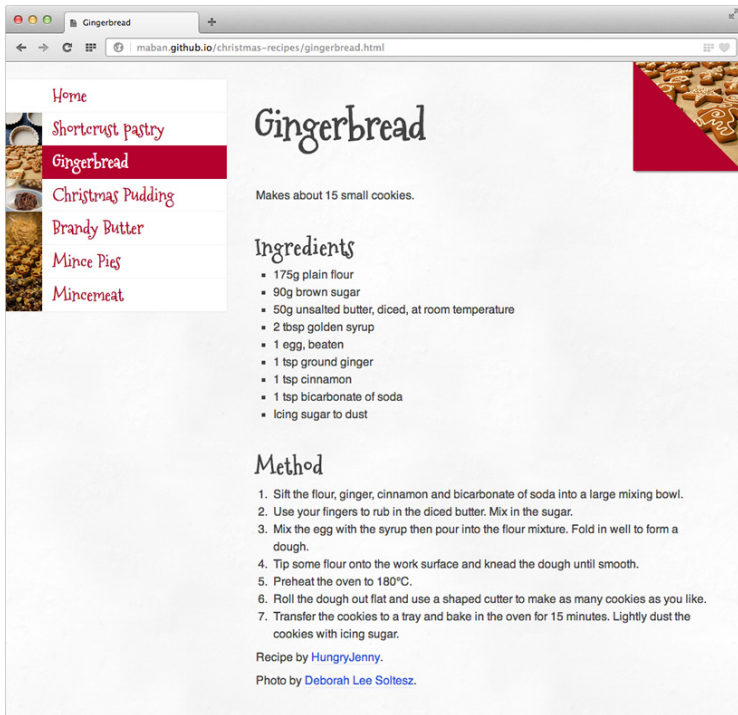 Gingerbread
maban.github.io/christmas-recipes/gingerbread.html
Home
Shortcrust pastry
Gingerbread
Christmas Pudding
Brandy Butter
Mince Pies
Mincemeat
Gingerbread
Makes about 15 small cookies.
Ingredients
175g plain flour
90g brown sugar
50g unsalted butter, diced, at room temperature
2 tbsp golden syrup
1 egg, beaten
1 tsp ground ginger
1 tsp cinnamon
1 tsp bicarbonate of soda
Icing sugar to dust
Method
1. Sift the flour, ginger, cinnamon and bicarbonate of soda into a large mixing bowl.
2. Use your fingers to rub in the diced butter. Mix in the sugar.
3. Mix the egg with the syrup then pour into the flour mixture. Fold in well to form a
dough.
4. Tip some flour onto the work surface and knead the dough until smooth.
5. Preheat the oven to 180°C.
6. Roll the dough out flat and use a shaped cutter to make as many cookies as you like.
7. Transfer the cookies to a tray and bake in the oven for 15 minutes. Lightly dust the
cookies with icing sugar.
Recipe by HungryJenny.
Photo by Deborah Lee Soltesz.